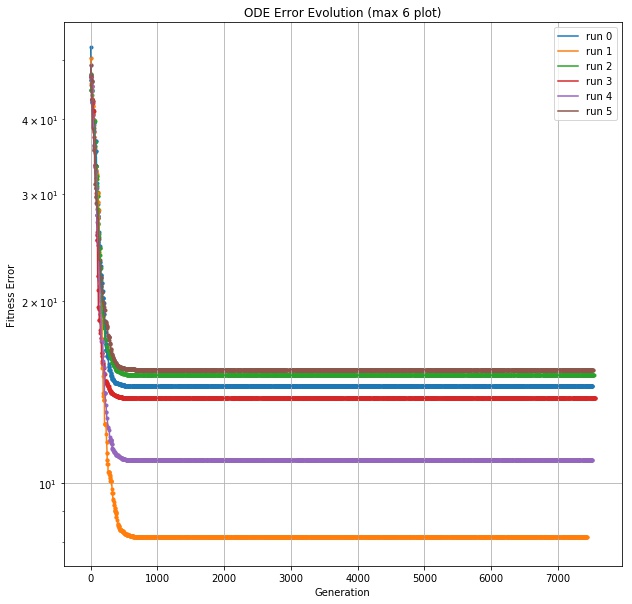 ODE Error Evolution (max 6 plot)
run 0
run 1
run 2
run 3
run 4
run 5
4 × 10¹
3 × 10¹
2 × 10¹
10¹
Fitness Error
0 1000 2000 3000 4000 5000 6000 7000
Generation